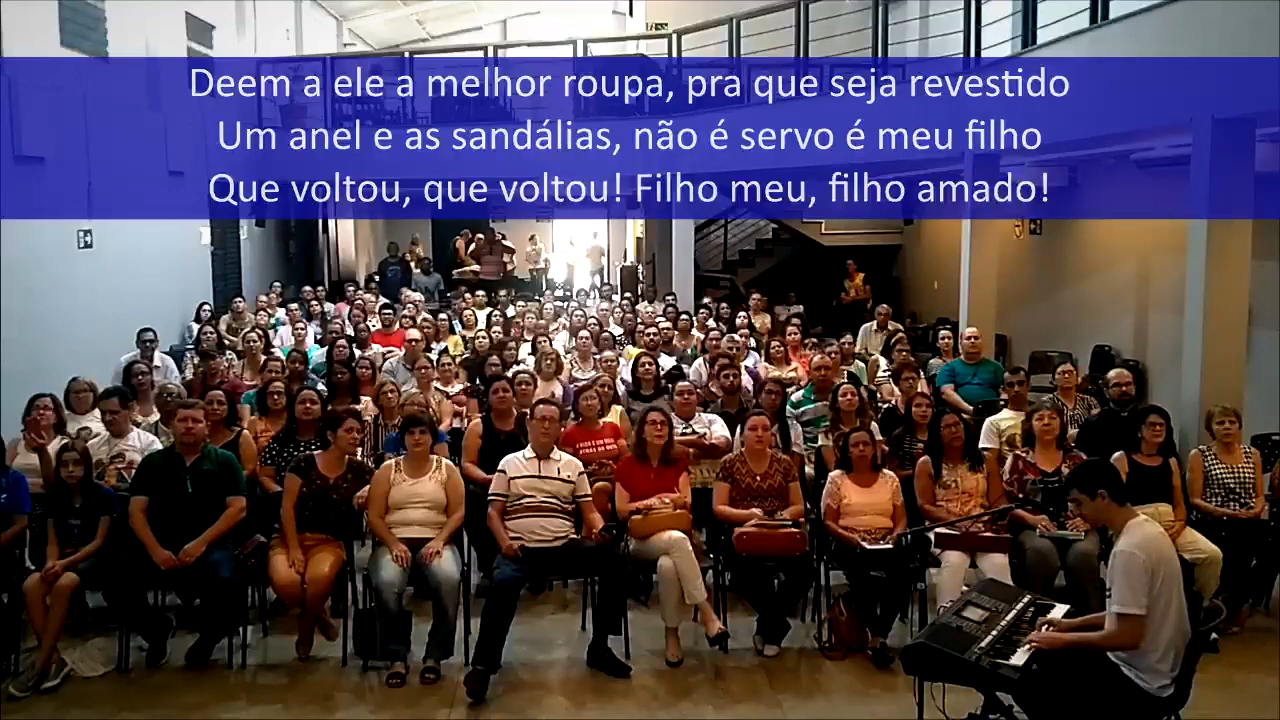 Deem a ele a melhor roupa, pra que seja revestido
Um anel e as sandálias, não é servo é meu filho
Que voltou, que voltou! Filho meu, filho amado!